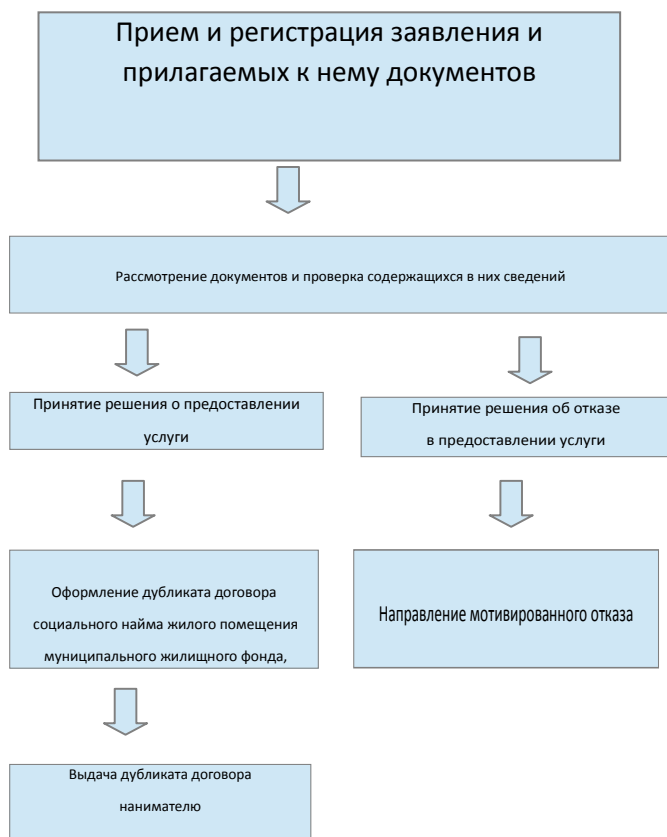 Прием и регистрация заявления и
прилагаемых к нему документов
Рассмотрение документов и проверка содержащихся в них сведений
Принятие решения о предоставлении
услуги
Принятие решения об отказе
в предоставлении услуги
Оформление дубликата договора
социального найма жилого помещения
муниципального жилищного фонда,
Направление мотивированного отказа
Выдача дубликата договора
нанимателю